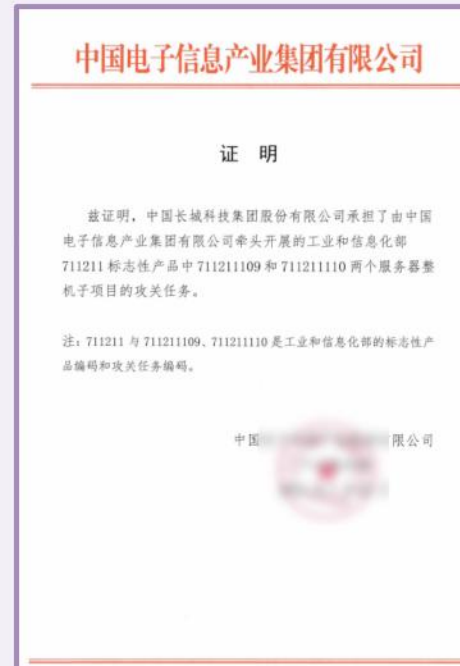 中国电子信息产业集团有限公司
证 明
兹证明，中国长城科技集团股份有限公司承担了由中国
电子信息产业集团有限公司牵头开展的工业和信息化部
711211 标志性产品中 711211109 和 711211110 两个服务器整
机子项目的攻关任务。
注：711211 与 711211109、711211110 是工业和信息化部的标志性产
品编码和攻关任务编码。
中国 限公司